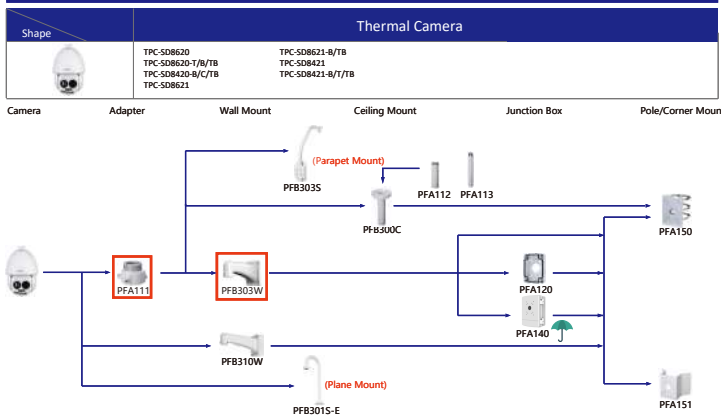 Shape
Thermal Camera
TPC-SD8620
TPC-SD8620-T/B/TB
TPC-SD8420-B/C/TB
TPC-SD8621
TPC-SD8621-B/TB
TPC-SD8421
TPC-SD8421-B/T/TB
Camera
Adapter
Wall Mount
Ceiling Mount
Junction Box
Pole/Corner Moun
(Parapet Mount)
PFB303S
PFA112
PFA113
PFB300C
PFA150
PFA111
PFB303W
PFA120
PFA140
PFB310W
(Plane Mount)
PFB301S-E
PFA151